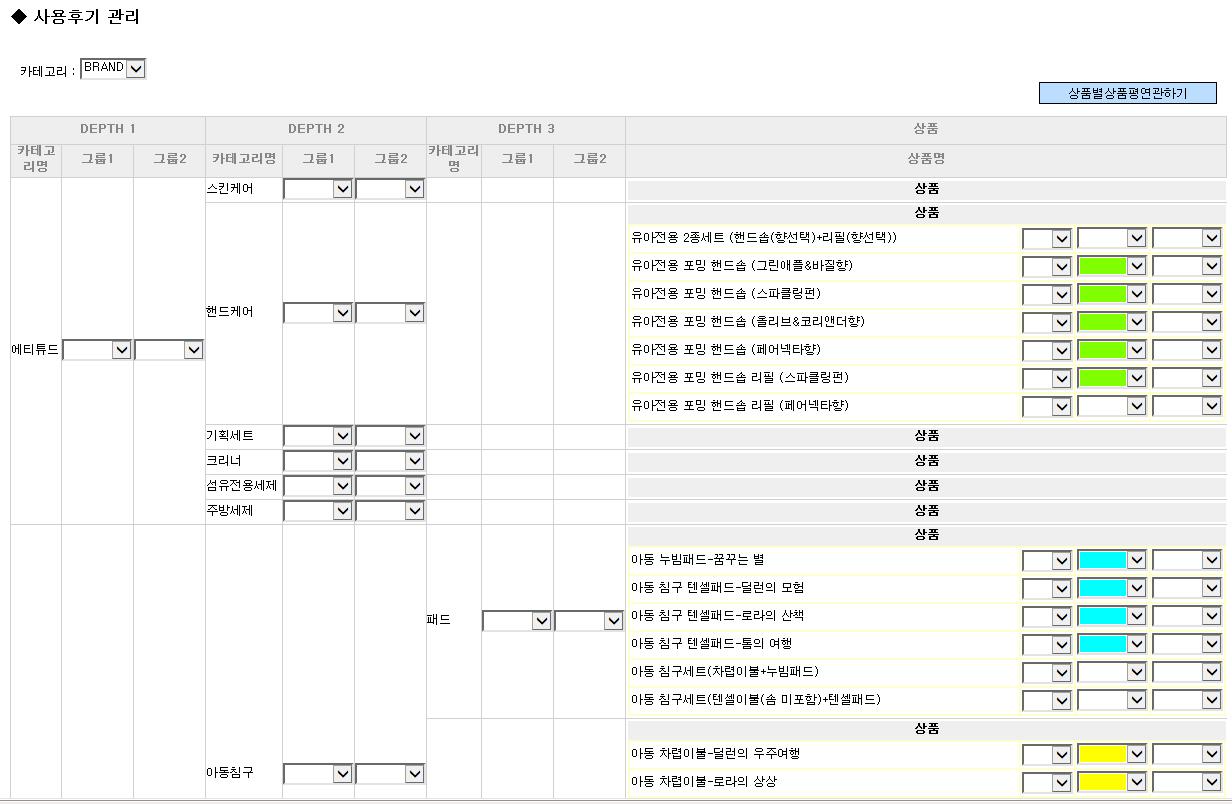 ◆ 사용후기 관리
카테고리 : BRAND
상품별상품평연관하기
DEPTH 1 DEPTH 2 DEPTH 3 상품
카테고리명 그룹1 그룹2 카테고리명 그룹1 그룹2 카테고리명 그룹1 그룹2 상품명
스킨케어 상품
상품
유아전용 2종세트 (핸드솝(향선택)+리필(향선택))
유아전용 포밍 핸드솝 (그린애플&바질향)
유아전용 포밍 핸드솝 (스파클링펀)
핸드케어
유아전용 포밍 핸드솝 (올리브&코리앤더향)
에티튜드
유아전용 포밍 핸드솝 (페어넥타향)
유아전용 포밍 핸드솝 리필 (스파클링펀)
유아전용 포밍 핸드솝 리필 (페어넥타향)
기획세트 상품
크리너 상품
섬유전용세제 상품
주방세제 상품
상품
아동 누빔패드-꿈꾸는 별
아동 침구 텐셀패드-딜런의 모험
패드
아동 침구 텐셀패드-로라의 산책
아동 침구 텐셀패드-톰의 여행
아동 침구세트(차렵이불+누빔패드)
아동 침구세트(텐셀이불(솜 미포함)+텐셀패드)
상품
아동 차렵이불-딜런의 우주여행
아동침구
아동 차렵이불-로라의 상상